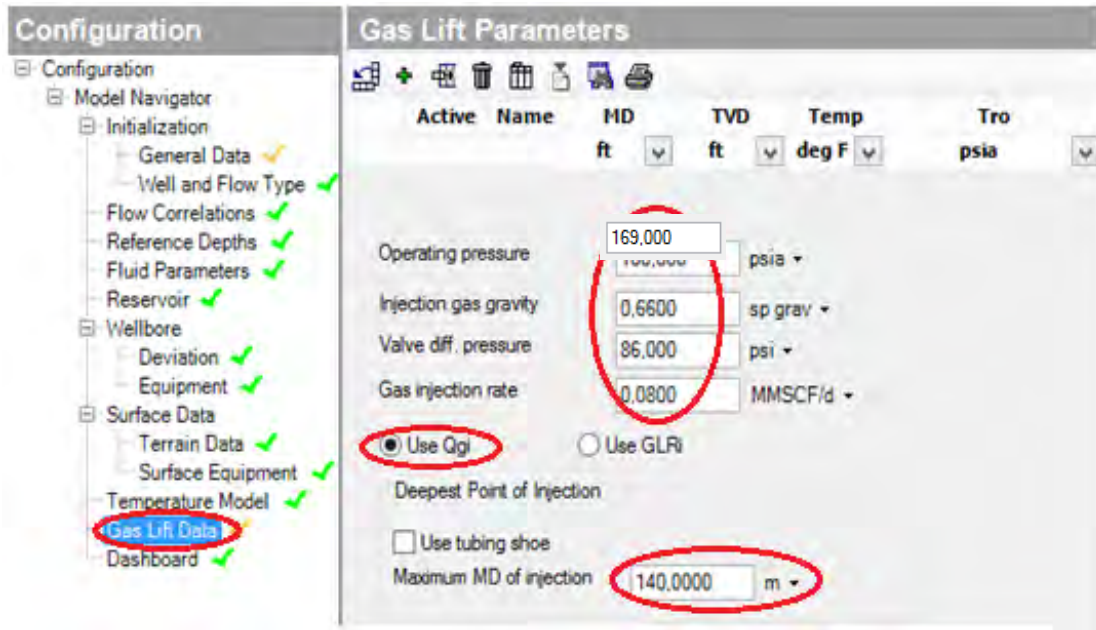 Configuration
Configuration
Model Navigator
Initialization
General Data
Well and Flow Type
Flow Correlations
Reference Depths
Fluid Parameters
Reservoir
Wellbore
Deviation
Equipment
Surface Data
Terrain Data
Surface Equipment
Temperature Model
Gas Lift Data
Dashboard
Gas Lift Parameters
Active Name MD TVD Temp Tro
ft ft deg F psia
169,000
Operating pressure psia
Injection gas gravity 0,6600 sp grav
Valve diff. pressure 86,000 psi
Gas injection rate 0,0800 MMSCF/d
Use Qgi Use GLRi
Deepest Point of Injection
Use tubing shoe
Maximum MD of injection 140,0000 m